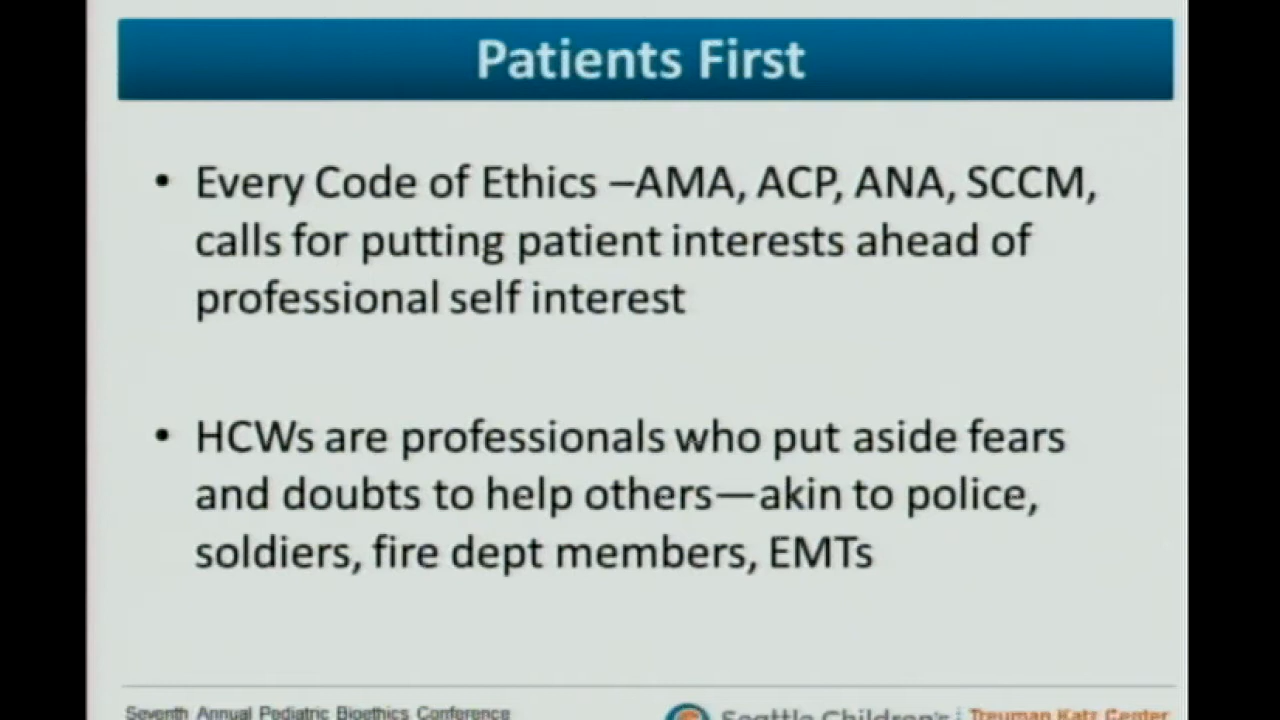 Patients First
• Every Code of Ethics –AMA, ACP, ANA, SCCM,
calls for putting patient interests ahead of
professional self interest
• HCWs are professionals who put aside fears
and doubts to help others—akin to police,
soldiers, fire dept members, EMTs
Seventh Annual Pediatric Bioethics Conference
Seattle Children's | Treuman Katz Center